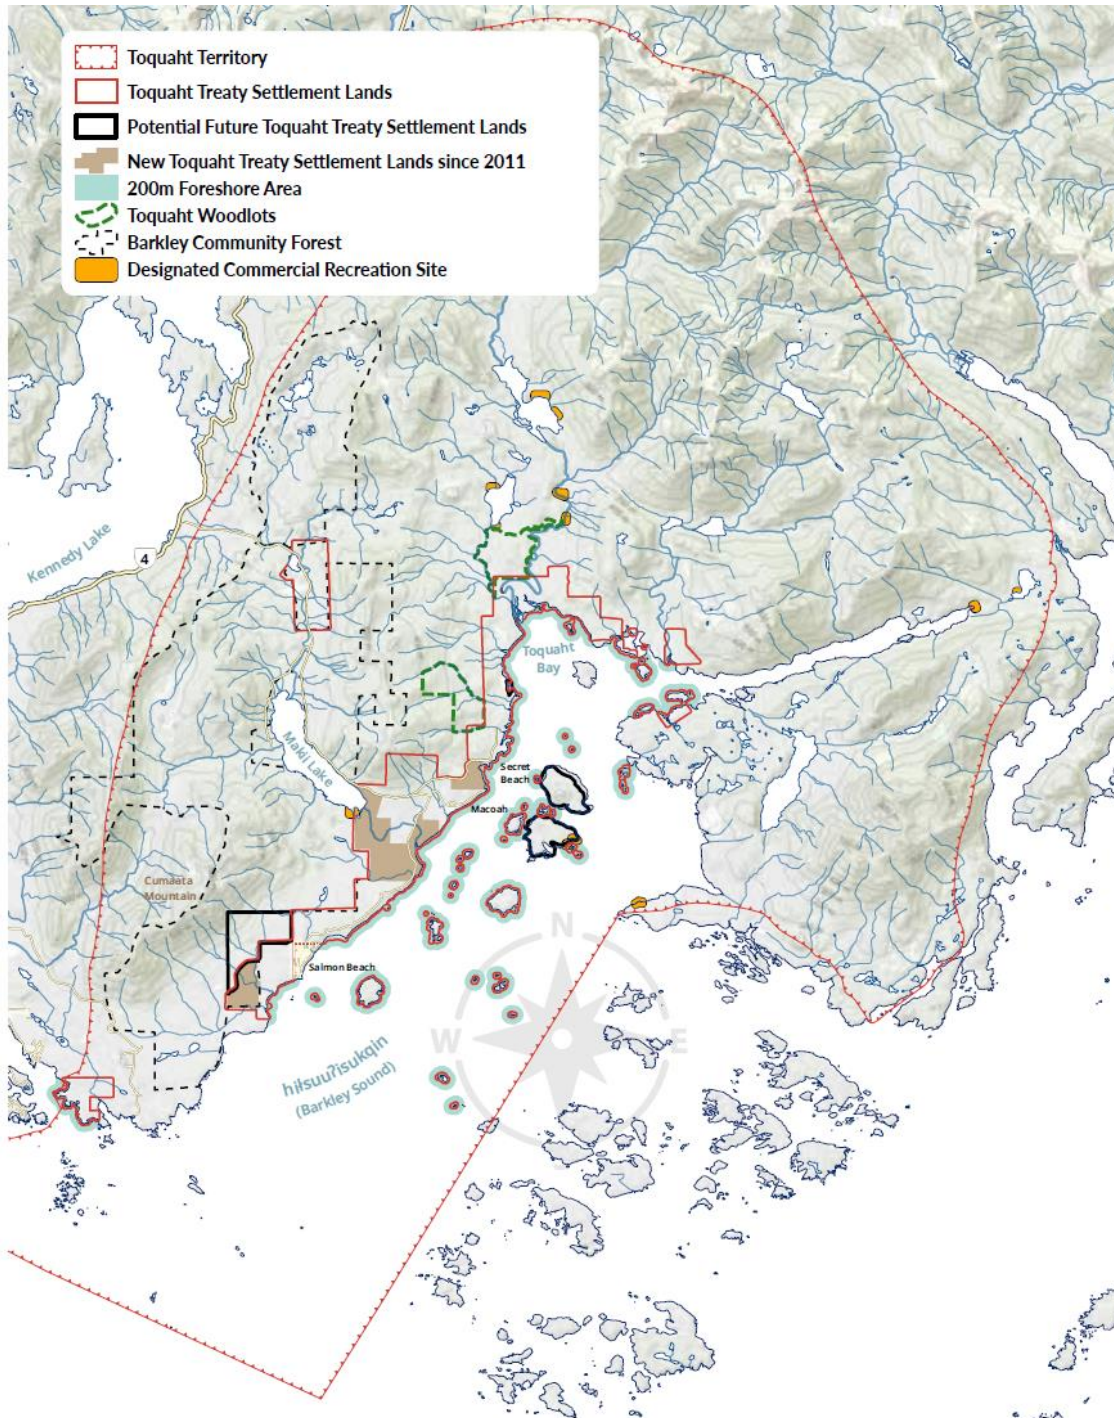 Toquaht Territory
Toquaht Treaty Settlement Lands
Potential Future Toquaht Treaty Settlement Lands
New Toquaht Treaty Settlement Lands since 2011
200m Foreshore Area
Toquaht Woodlots
Barkley Community Forest
Designated Commercial Recreation Site
Kennedy Lake
4
Toquaht
Bay
Maktl Lake
Secret
Beach
Macoah
Cumaata
Mountain
Salmon Beach
N
W
E
hiłsuuʔisukqin
(Barkley Sound)